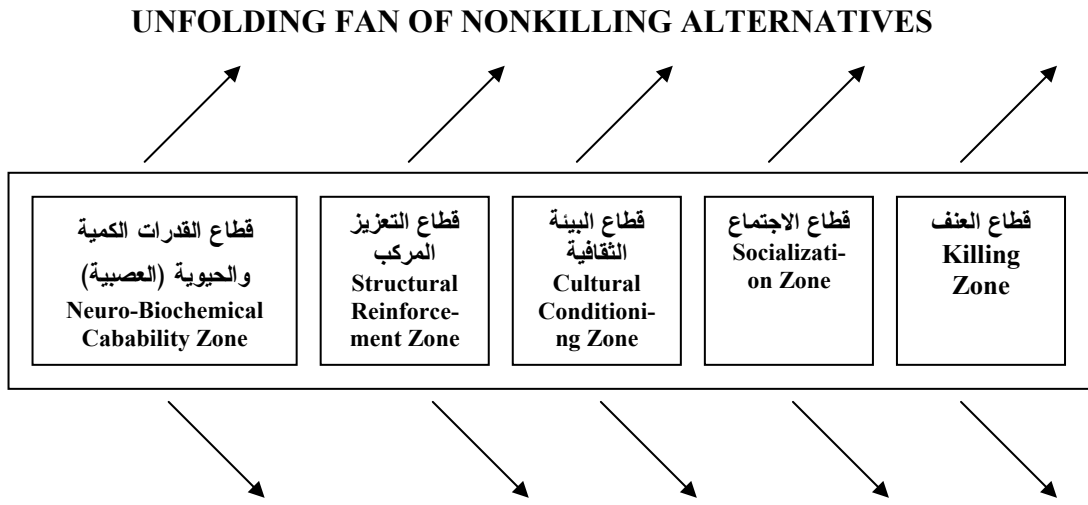 UNFOLDING FAN OF NONKILLING ALTERNATIVES
قطاع القدرات الكمية
والحيوية (العصبية)
Neuro-Biochemical
Cabability Zone
قطاع التعزيز
المركب
Structural
Reinforce-
ment Zone
قطاع البيئة
الثقافية
Cultural
Conditioni-
ng Zone
قطاع الاجتماع
Socializati-
on Zone
قطاع العنف
Killing
Zone